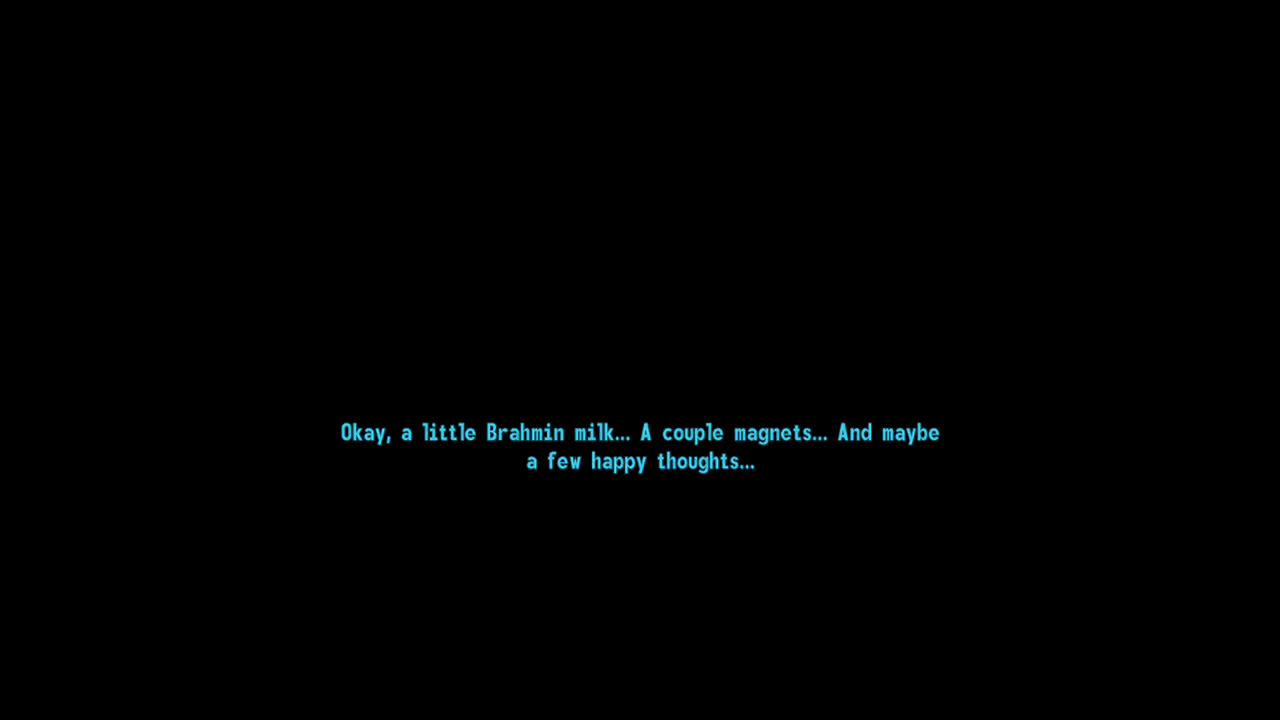 Okay, a little Brahmin milk... A couple magnets... And maybe
a few happy thoughts...